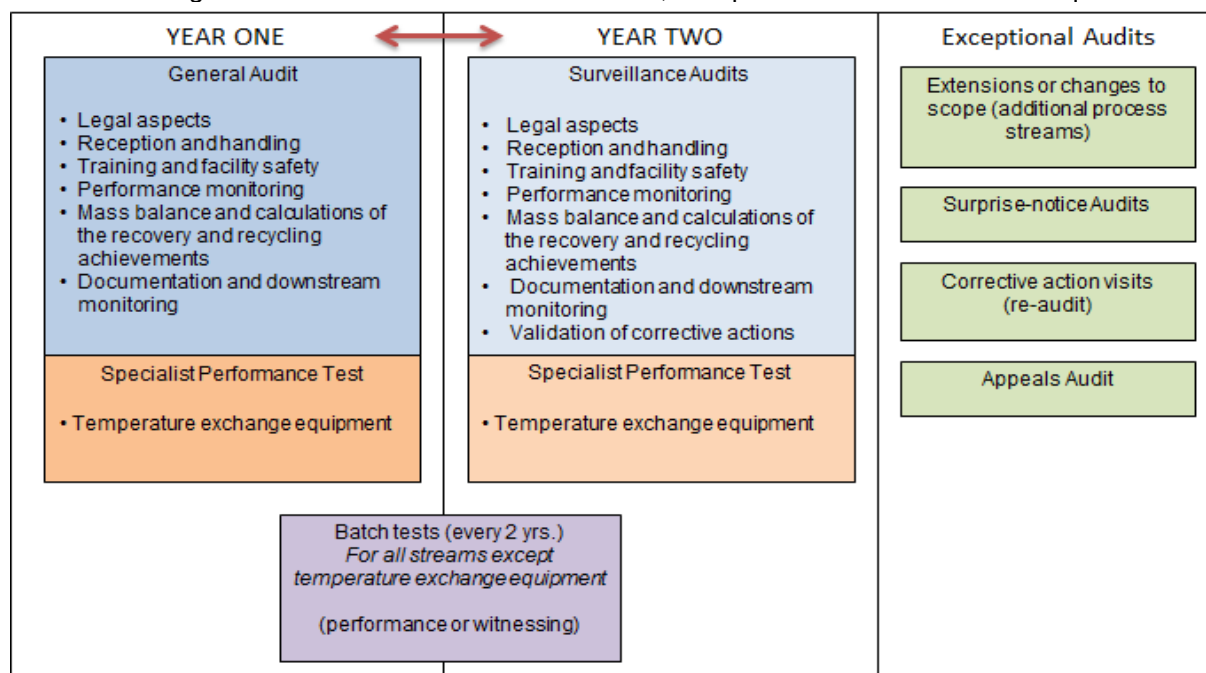 YEAR ONE
General Audit
• Legal aspects
• Reception and handling
• Training and facility safety
• Performance monitoring
• Mass balance and calculations of
the recovery and recycling
achievements
• Documentation and downstream
monitoring
Specialist Performance Test
• Temperature exchange equipment
YEAR TWO
Surveillance Audits
• Legal aspects
• Reception and handling
• Training and facility safety
• Performance monitoring
• Mass balance and calculations of
the recovery and recycling
achievements
• Documentation and downstream
monitoring
• Validation of corrective actions
Specialist Performance Test
• Temperature exchange equipment
Batch tests (every 2 yrs.)
For all streams except
temperature exchange equipment
(performance or witnessing)
Exceptional Audits
Extensions or changes to
scope (additional process
streams)
Surprise-notice Audits
Corrective action visits
(re-audit)
Appeals Audit